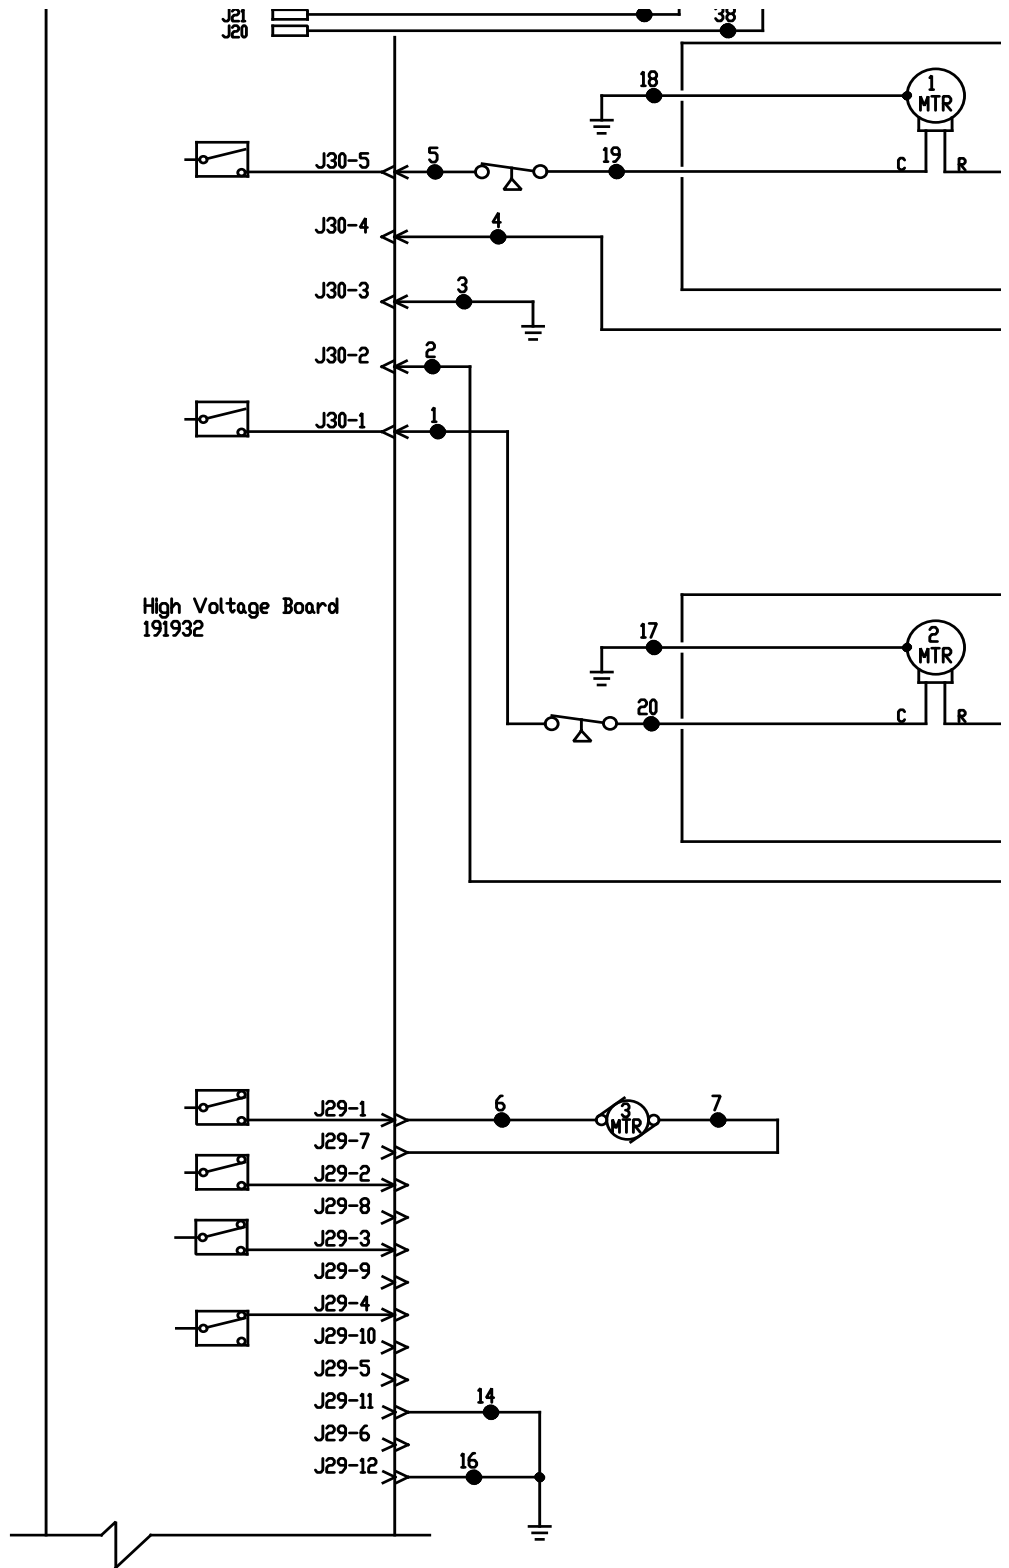 J21
38
J20
18
1
MTR
J30-5
5
19
C
R
J30-4
4
J30-3
3
J30-2
2
J30-1
1
High Voltage Board
191932
17
2
MTR
20
C
R
J29-1
6
3
MTR
7
J29-7
J29-2
J29-8
J29-3
J29-9
J29-4
J29-10
J29-5
J29-11
14
J29-6
J29-12
16